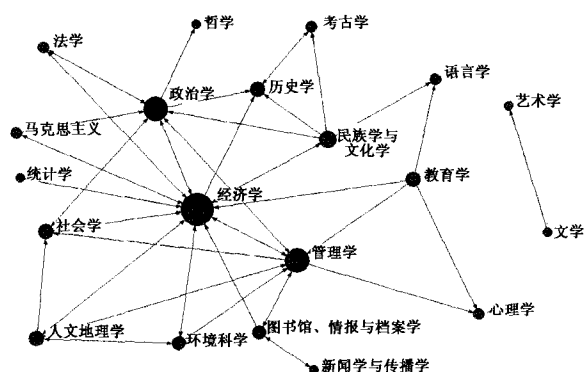 哲学
考古学
法学
历史学
语言学
政治学
艺术学
马克思主义
民族学与
文化学
统计学
教育学
经济学
社会学
文学
管理学
人文地理学
环境科学
图书馆、情报与档案学
心理学
新闻学与传播学